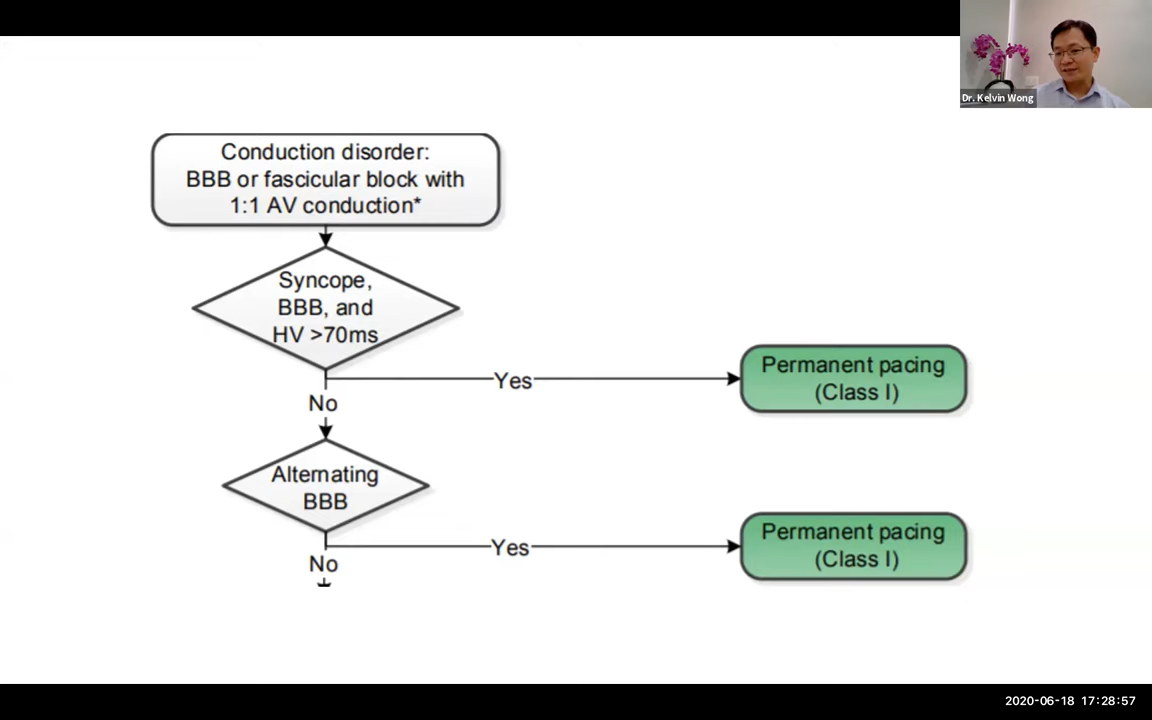 Dr. Kelvin Wong
Conduction disorder:
BBB or fascicular block with
1:1 AV conduction*
Syncope,
BBB, and
HV >70ms
Yes
Permanent pacing
(Class I)
No
Alternating
BBB
Yes
Permanent pacing
(Class I)
No
2020-06-18 17:28:57